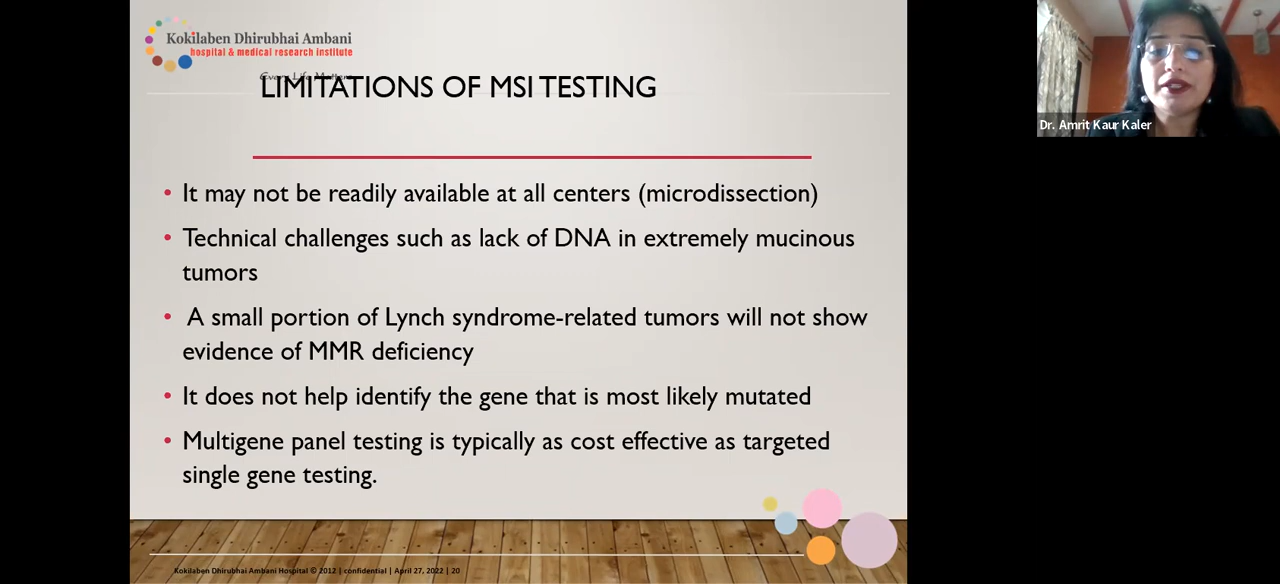 Kokilaben Dhirubhai Ambani
hospital & medical research institute
Every Life Matters
LIMITATIONS OF MSI TESTING
Dr. Amrit Kaur Kaler
• It may not be readily available at all centers (microdissection)
• Technical challenges such as lack of DNA in extremely mucinous
tumors
• A small portion of Lynch syndrome-related tumors will not show
evidence of MMR deficiency
• It does not help identify the gene that is most likely mutated
• Multigene panel testing is typically as cost effective as targeted
single gene testing.
Kokilaben Dhirubhai Ambani Hospital © 2012 | confidential | April 27, 2022 | 20